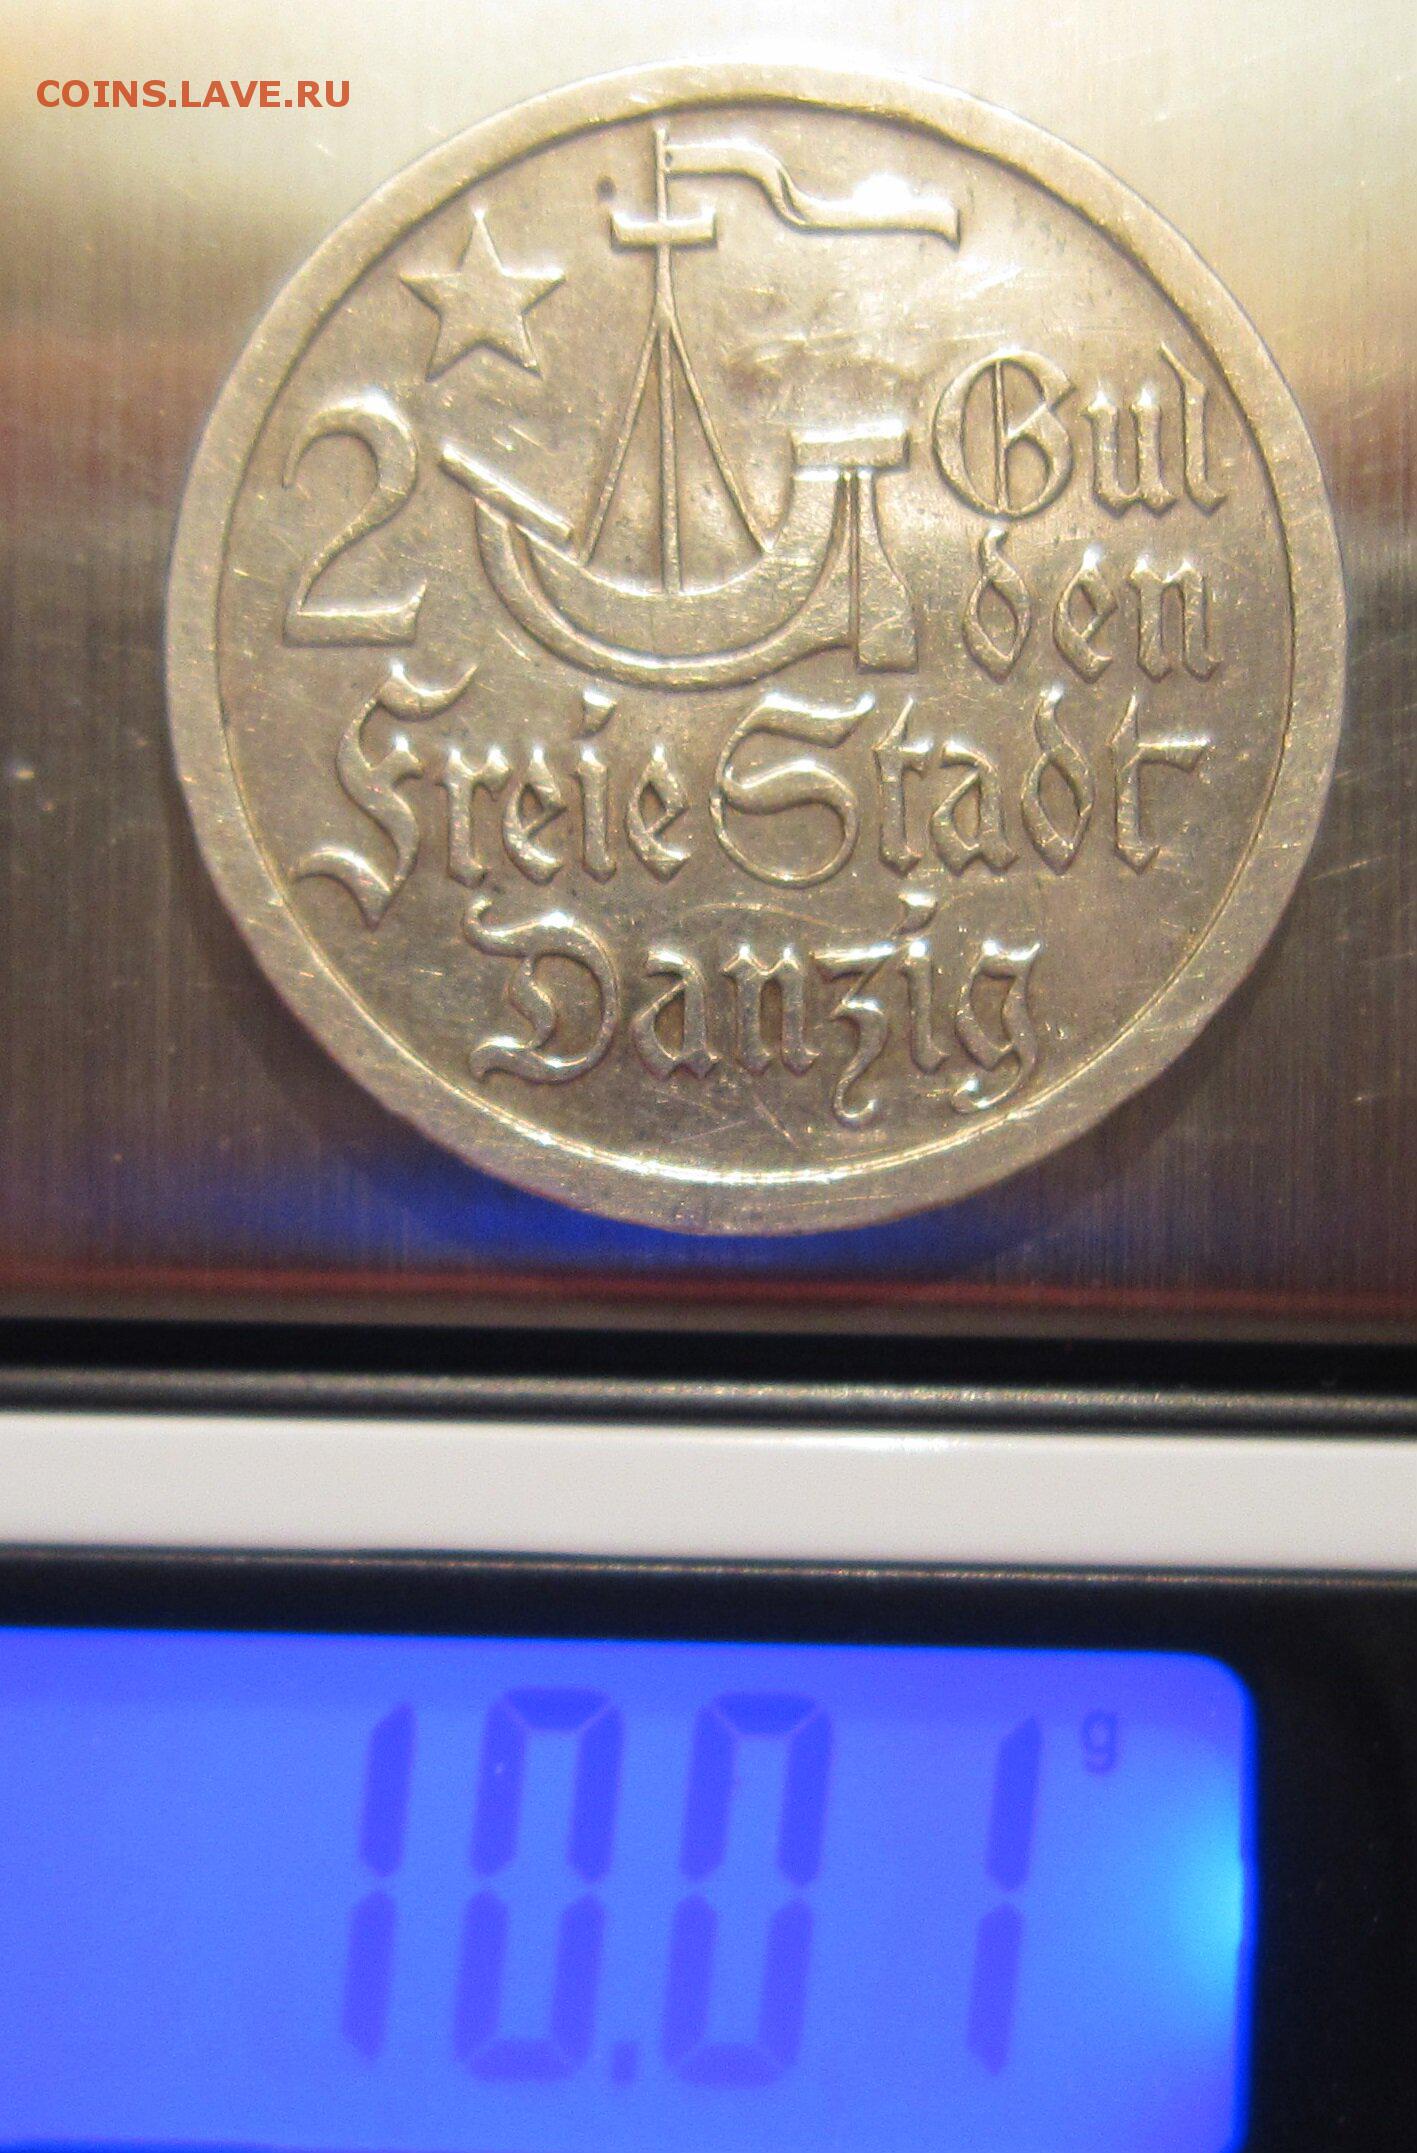 COINS.LAVE.RU
2 Gul
den
Freie Stadt
Danzig
10.01 g